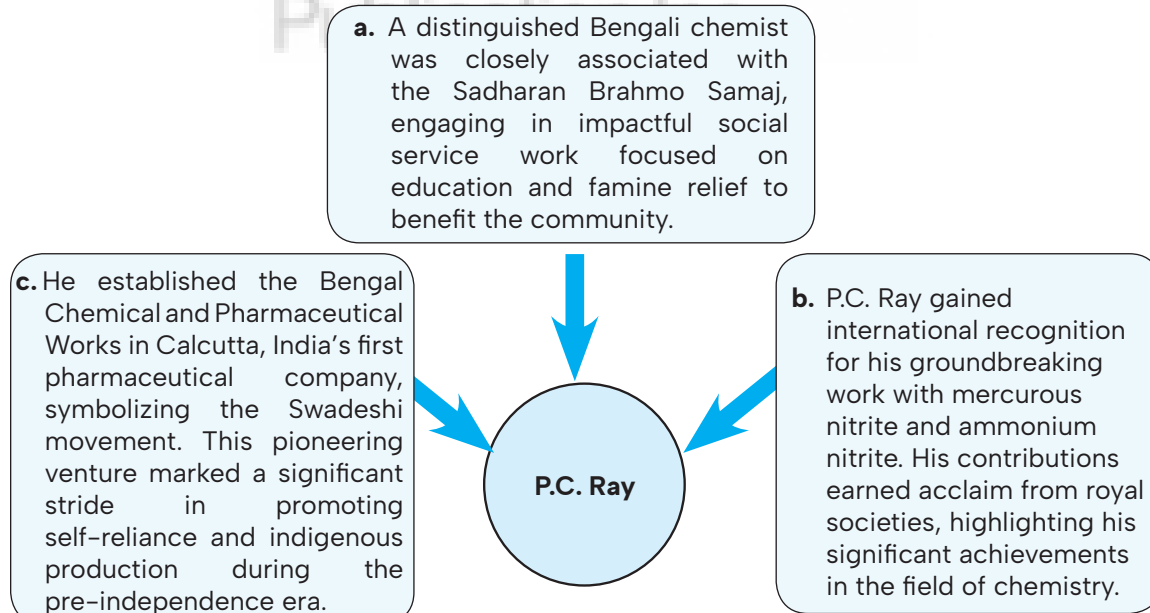 a. A distinguished Bengali chemist
was closely associated with
the Sadharan Brahmo Samaj,
engaging in impactful social
service work focused on
education and famine relief to
benefit the community.
c. He established the Bengal
Chemical and Pharmaceutical
Works in Calcutta, India's first
pharmaceutical company,
symbolizing the Swadeshi
movement. This pioneering
venture marked a significant
stride in promoting
self-reliance and indigenous
production during the
pre-independence era.
b. P.C. Ray gained
international recognition
for his groundbreaking
work with mercurous
nitrite and ammonium
nitrite. His contributions
earned acclaim from royal
societies, highlighting his
significant achievements
in the field of chemistry.
P.C. Ray